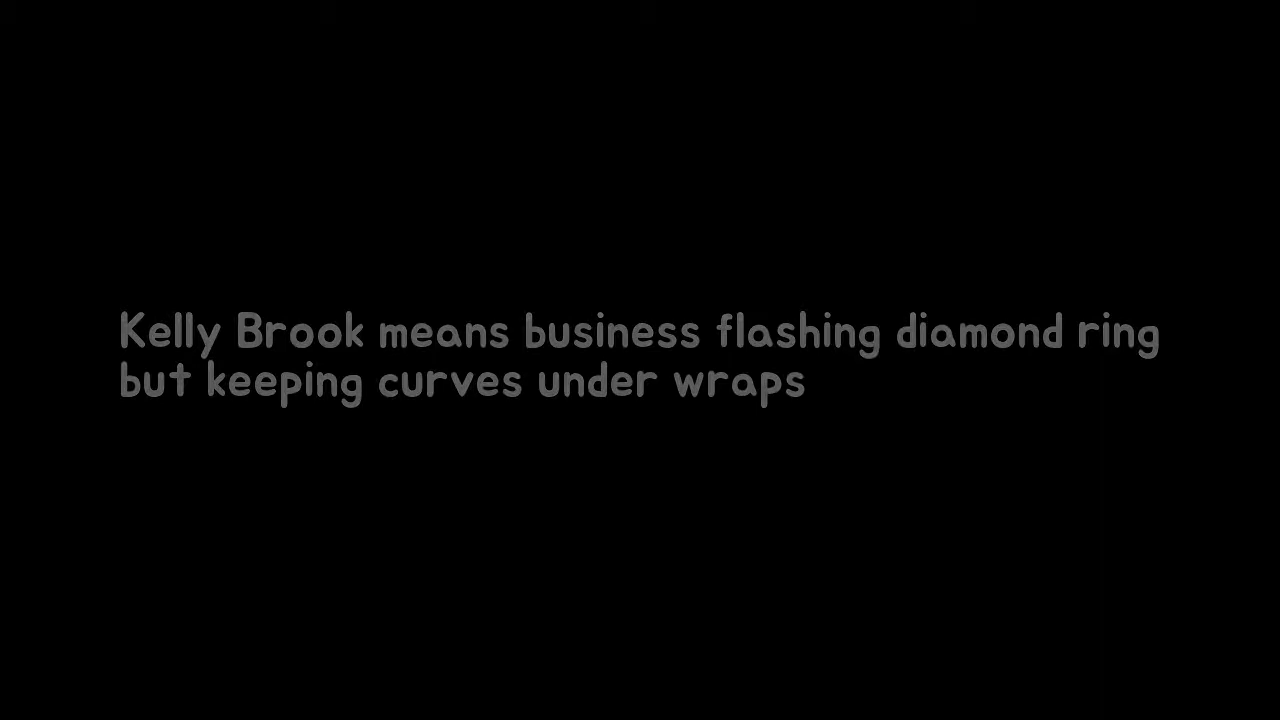 Kelly Brook means business flashing diamond ring
but keeping curves under wraps